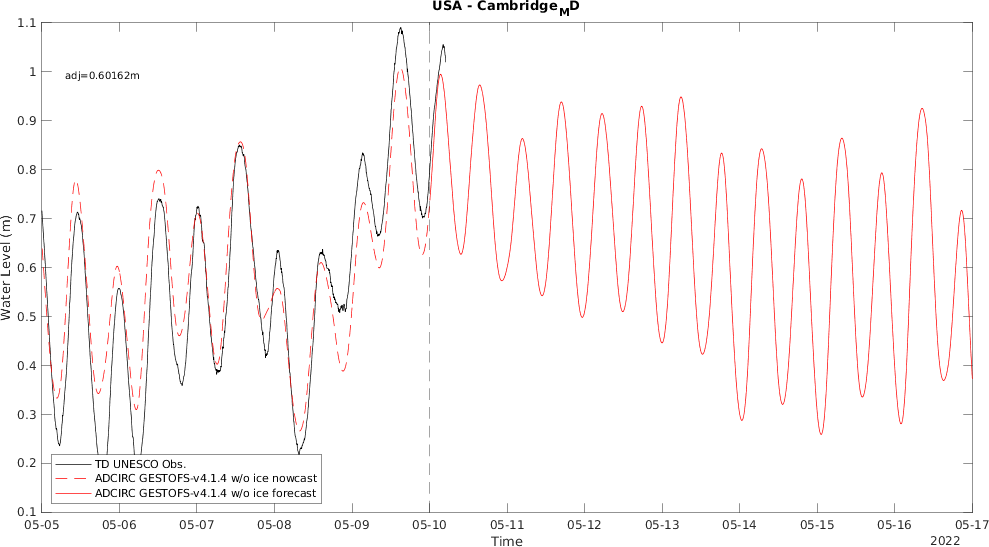 USA - CambridgeMD
adj=0.60162m
Water Level (m)
1.1
1
0.9
0.8
0.7
0.6
0.5
0.4
0.3
0.2
0.1
TD UNESCO Obs.
ADCIRC GESTOFS-v4.1.4 w/o ice nowcast
ADCIRC GESTOFS-v4.1.4 w/o ice forecast
05-05 05-06 05-07 05-08 05-09 05-10 05-11 05-12 05-13 05-14 05-15 05-16 05-17
Time
2022